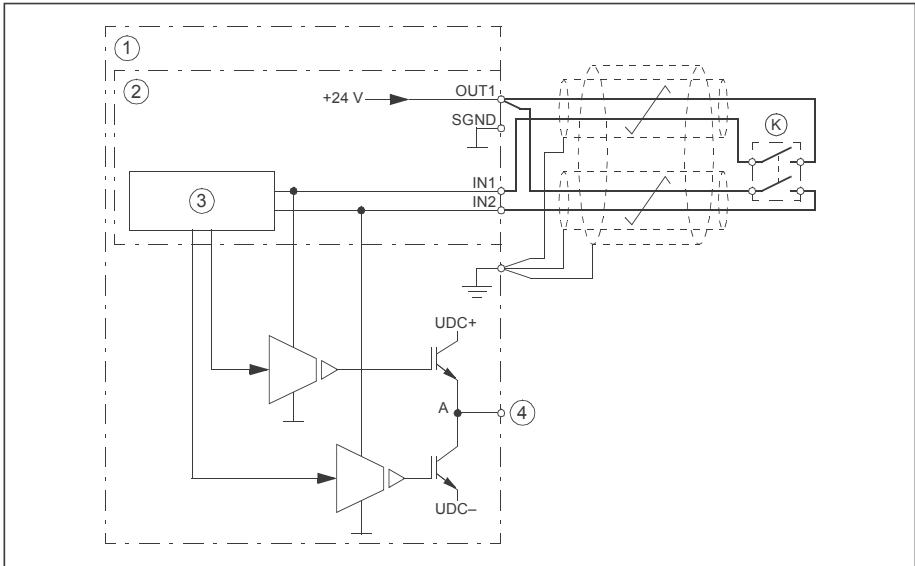 1
2
OUT1
+24 V
SGND
K
IN1
3
IN2
UDC+
A
4
UDC–